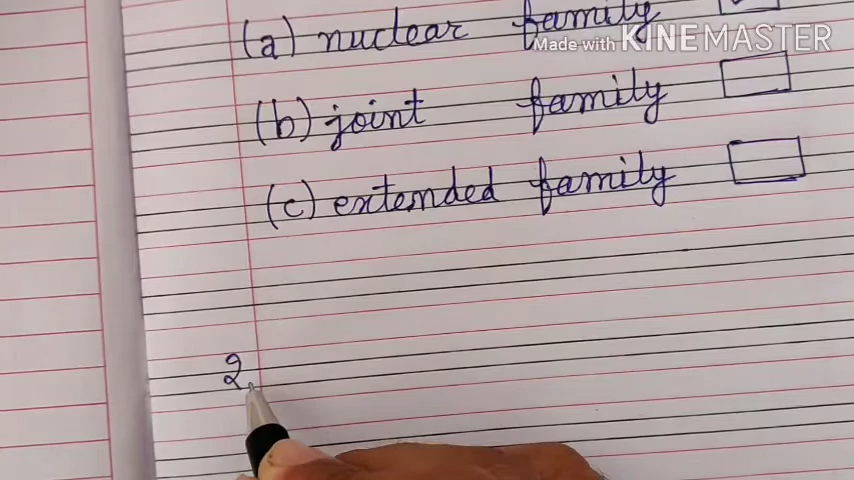 (a) nuclear family
Made with KINEMASTER
(b) joint family
(c) extended family
2.